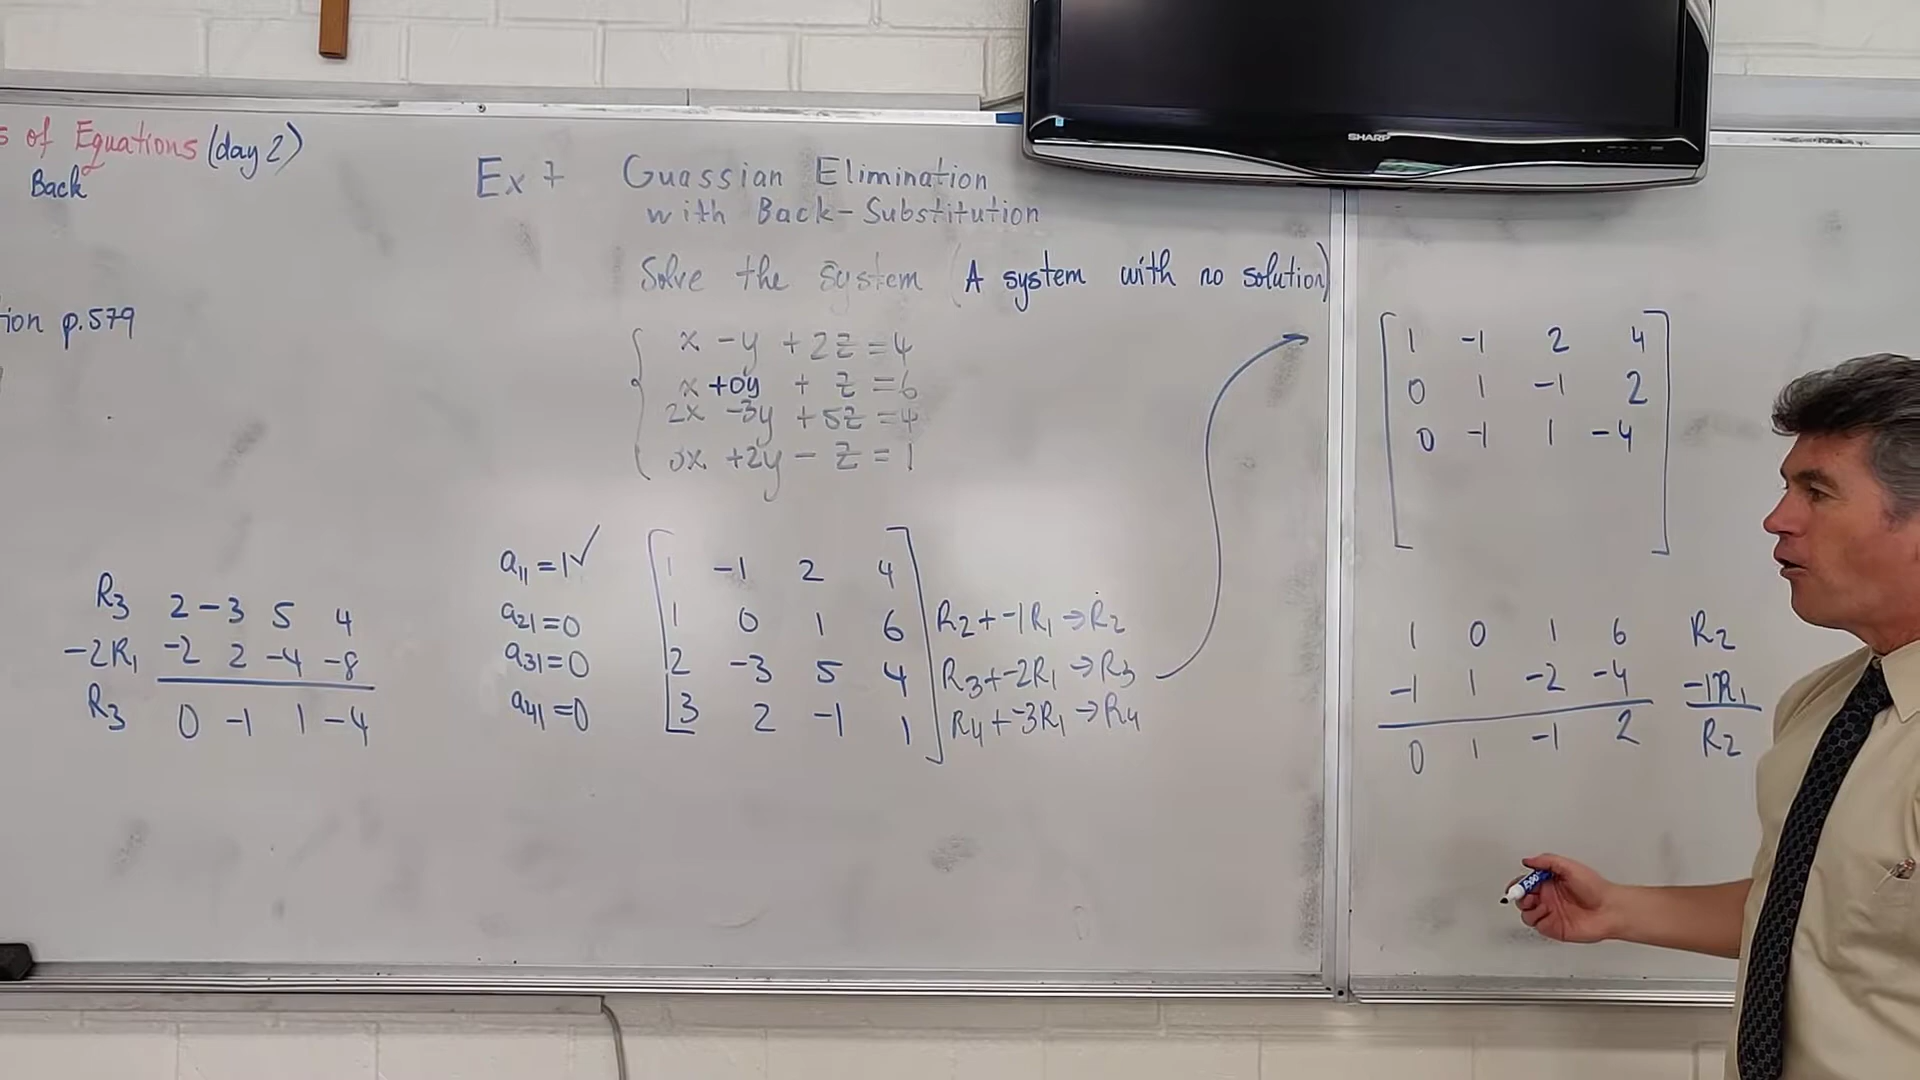 s of Equations (day 2)
Back
ion p.579
Ex 7 Guassian Elimination
with Back-Substitution
Solve the system (A system with no solution)
x - y + 2z = 4
x + 0y + z = 6
2x - 3y + 5z = 4
3x + 2y - z = 1
a₁₁ = 1 ✓
a₂₁ = 0
a₃₁ = 0
a₄₁ = 0
1 -1 2 4
1 0 1 6 R₂ + -1R₁ → R₂
2 -3 5 4 R₃ + -2R₁ → R₃
3 2 -1 1 R₄ + -3R₁ → R₄
R₃ 2 -3 5 4
-2R₁ -2 2 -4 -8
R₃ 0 -1 1 -4
SHARP
1 -1 2 4
0 1 -1 2
0 -1 1 -4
1 0 1 6 R₂
-1 1 -2 -4 -1R₁
0 1 -1 2 R₂
EXPO